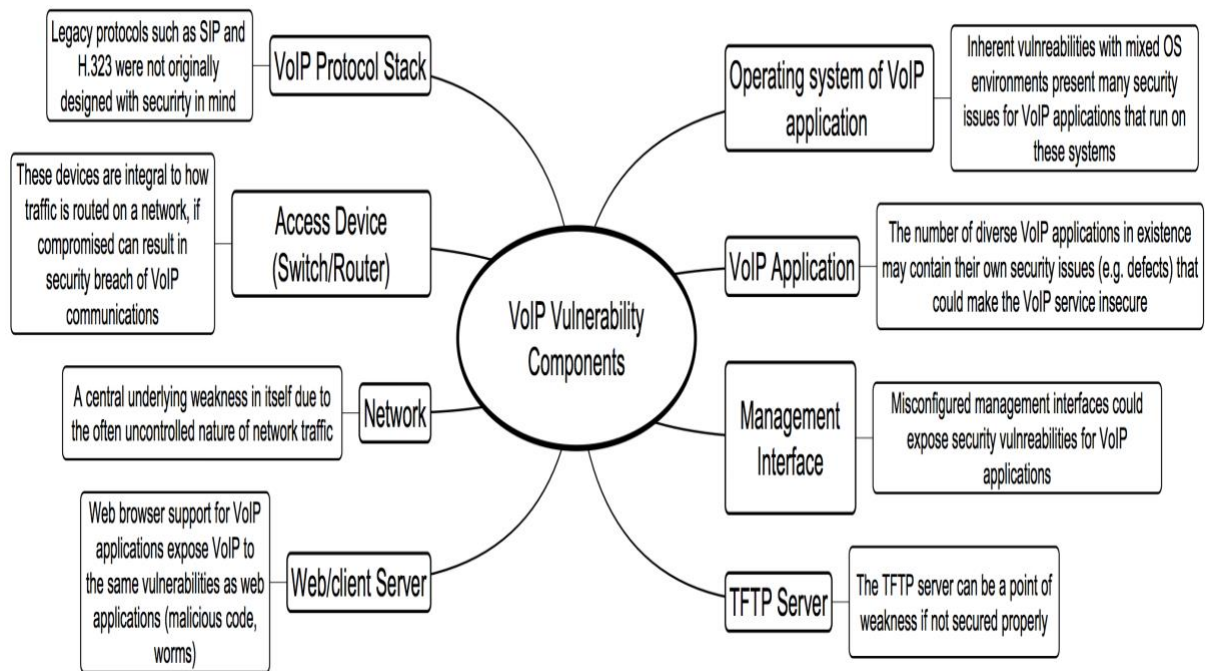 Legacy protocols such as SIP and
H.323 were not originally
designed with securirty in mind
VoIP Protocol Stack
These devices are integral to how
traffic is routed on a network, if
compromised can result in
security breach of VoIP
communications
Access Device
(Switch/Router)
A central underlying weakness in itself due to
the often uncontrolled nature of network traffic
Network
Web browser support for VoIP
applications expose VoIP to
the same vulnerabilities as web
applications (malicious code,
worms)
Web/client Server
VoIP Vulnerability
Components
Operating system of VoIP
application
Inherent vulnreabilities with mixed OS
environments present many security
issues for VoIP applications that run on
these systems
VoIP Application
The number of diverse VoIP applications in existence
may contain their own security issues (e.g. defects) that
could make the VoIP service insecure
Management
Interface
Misconfigured management interfaces could
expose security vulnreabilities for VoIP
applications
TFTP Server
The TFTP server can be a point of
weakness if not secured properly